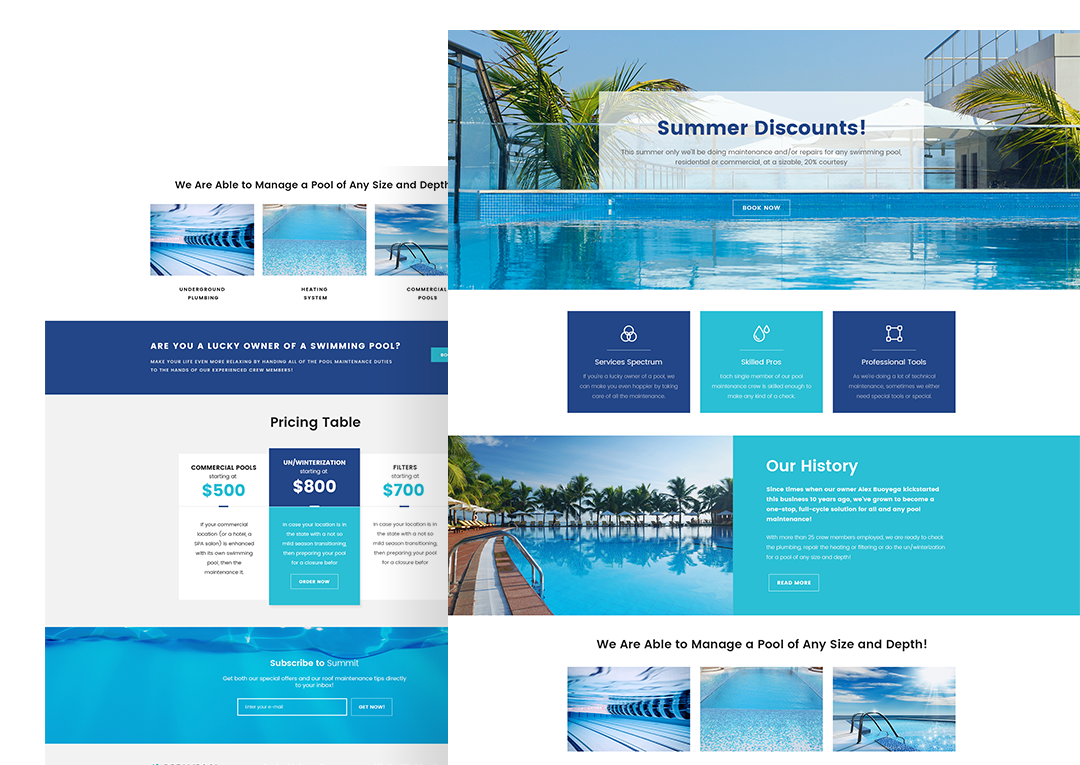 We Are Able to Manage a Pool of Any Size and Depth
UNDERGROUND
PLUMBING
HEATING
SYSTEM
COMMERCIAL
POOLS
ARE YOU A LUCKY OWNER OF A SWIMMING POOL?
MAKE YOUR LIFE EVEN MORE RELAXING BY HANDING ALL OF THE POOL MAINTENANCE DUTIES
TO THE HANDS OF OUR EXPERIENCED CREW MEMBERS!
BO
Pricing Table
COMMERCIAL POOLS
starting at
$500
If your commercial
location (or a hotel, a
SPA salon) is enhanced
with its own swimming
pool, then the
maintenance it.
UN/WINTERIZATION
starting at
$800
In case your location is in
the state with a not so
mild season transitioning,
then preparing your pool
for a closure befor
ORDER NOW
FILTERS
starting at
$700
In case your location is in
the state with a not so
mild season transitioning,
then preparing your pool
for a closure befor
Subscribe to Summit
Get both our special offers and our roof maintenance tips directly
to your inbox!
Enter your e-mail
GET NOW!
Summer Discounts!
This summer only we'll be doing maintenance and/or repairs for any swimming pool,
residential or commercial, at a sizable, 20% courtesy
BOOK NOW
Services Spectrum
If you're a lucky owner of a pool, we
can make you even happier by taking
care of all the maintenance.
Skilled Pros
Each single member of our pool
maintenance crew is skilled enough to
make any kind of a check.
Professional Tools
As we're doing a lot of technical
maintenance, sometimes we either
need special tools or special.
Our History
Since times when our owner Alex Buoyega kickstarted
this business 10 years ago, we've grown to become a
one-stop, full-cycle solution for all and any pool
maintenance!
With more than 25 crew members employed, we are ready to check
the plumbing, repair the heating or filtering or do the un/winterization
for a pool of any size and depth!
READ MORE
We Are Able to Manage a Pool of Any Size and Depth!